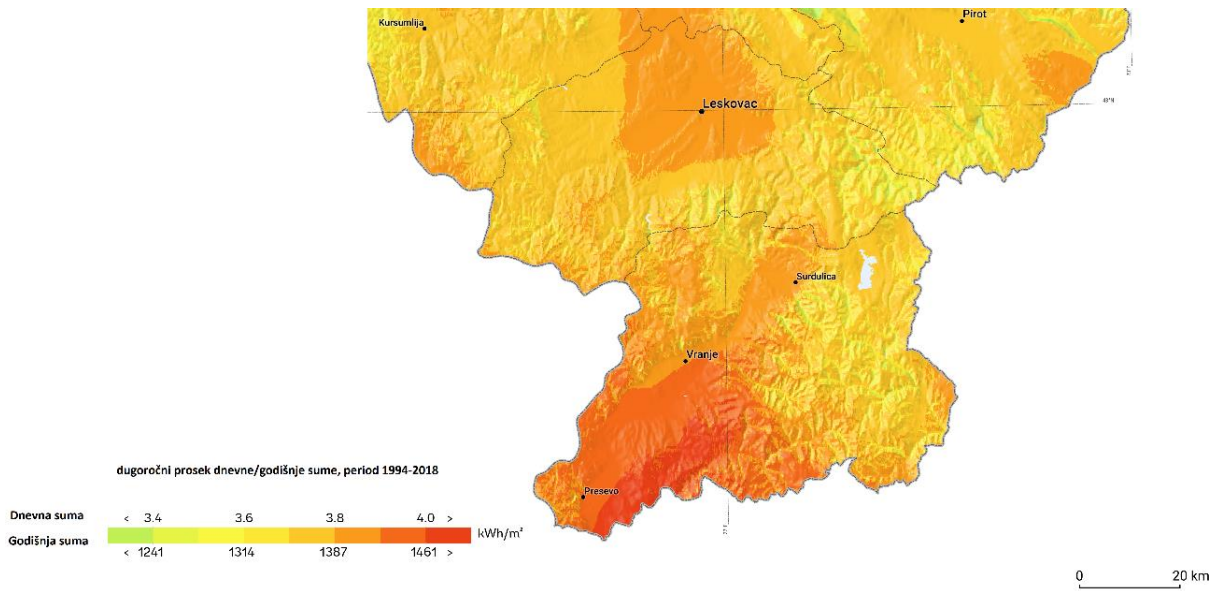 Kursumlija
Pirot
Leskovac
Surdulica
Vranje
Presevo
dugoročni prosek dnevne/godišnje sume, period 1994-2018
Dnevna suma < 3.4 3.6 3.8 4.0 >
kWh/m²
Godišnja suma < 1241 1314 1387 1461 >
0 20 km